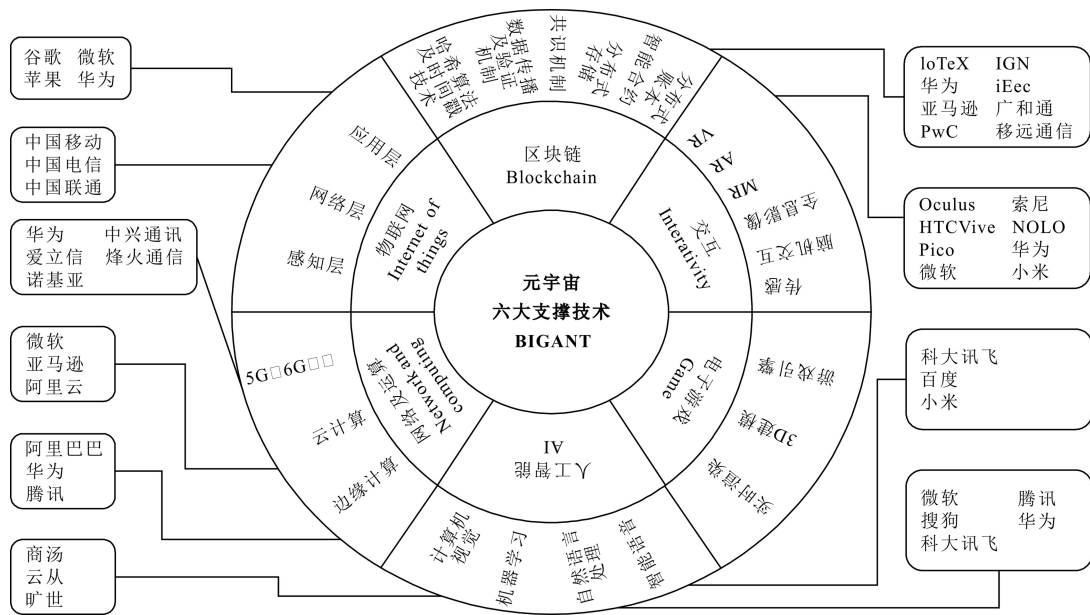 谷歌 微软
苹果 华为
中国移动
中国电信
中国联通
华为 中兴通讯
爱立信 烽火通信
诺基亚
微软
亚马逊
阿里云
阿里巴巴
华为
腾讯
商汤
云从
旷世
哈希算法
及时间戳
技术
数据传播
及验证
机制
共识机制
分布式
存储
智能合约
分布式
账本
区块链
Blockchain
VR
AR
MR
全息影像
脑机交互
传感
交互
Interativity
游戏引擎
3D建模
实时渲染
电子游戏
Game
智能语音
自然语言
处理
机器学习
计算机
视觉
人工智能
AI
边缘计算
云计算
5G□6G□□
网络及运算
Network and
computing
感知层
网络层
应用层
物联网
Internet of
things
元宇宙
六大支撑技术
BIGANT
loTeX IGN
华为 iEec
亚马逊 广和通
PwC 移远通信
Oculus 索尼
HTCVive NOLO
Pico 华为
微软 小米
科大讯飞
百度
小米
微软 腾讯
搜狗 华为
科大讯飞